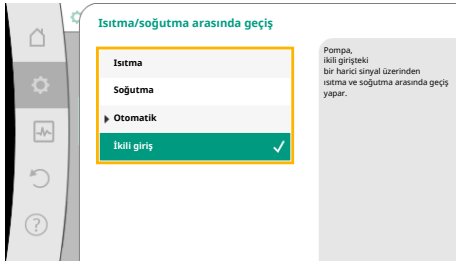 Isıtma/soğutma arasında geçiş
Isıtma
Soğutma
Otomatik
İkili giriş
Pompa,
ikili girişteki
bir harici sinyal üzerinden
ısıtma ve soğutma arasında geçiş
yapar.